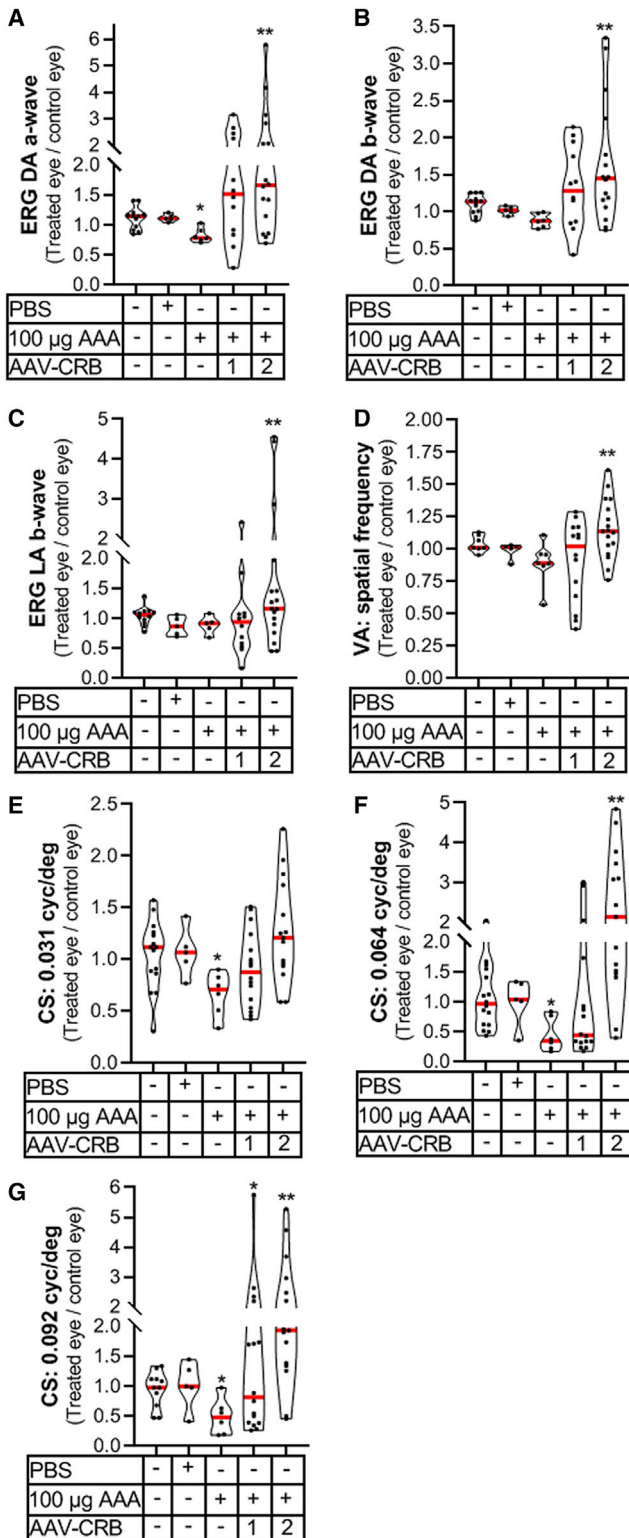 A
ERG DA a-wave
(Treated eye / control eye)
6
5
4
3
2
2.0
1.5
1.0
0.5
0.0
*
**
PBS - + - - -
100 µg AAA - - + + +
AAV-CRB - - - 1 2
B
ERG DA b-wave
(Treated eye / control eye)
3.5
3.0
2.5
2.0
1.5
1.0
0.5
0.0
**
PBS - + - - -
100 µg AAA - - + + +
AAV-CRB - - - 1 2
C
ERG LA b-wave
(Treated eye / control eye)
5
4
3
2
2.0
1.5
1.0
0.5
0.0
**
PBS - + - - -
100 µg AAA - - + + +
AAV-CRB - - - 1 2
D
VA: spatial frequency
(Treated eye / control eye)
2.00
1.75
1.50
1.25
1.00
0.75
0.50
0.25
0.00
**
PBS - + - - -
100 µg AAA - - + + +
AAV-CRB - - - 1 2
E
CS: 0.031 cyc/deg
(Treated eye / control eye)
2.5
2.0
1.5
1.0
0.5
0.0
*
PBS - + - - -
100 µg AAA - - + + +
AAV-CRB - - - 1 2
F
CS: 0.064 cyc/deg
(Treated eye / control eye)
5
4
3
2
2.0
1.5
1.0
0.5
0.0
*
**
PBS - + - - -
100 µg AAA - - + + +
AAV-CRB - - - 1 2
G
CS: 0.092 cyc/deg
(Treated eye / control eye)
6
5
4
3
2
2.0
1.5
1.0
0.5
0.0
*
*
**
PBS - + - - -
100 µg AAA - - + + +
AAV-CRB - - - 1 2